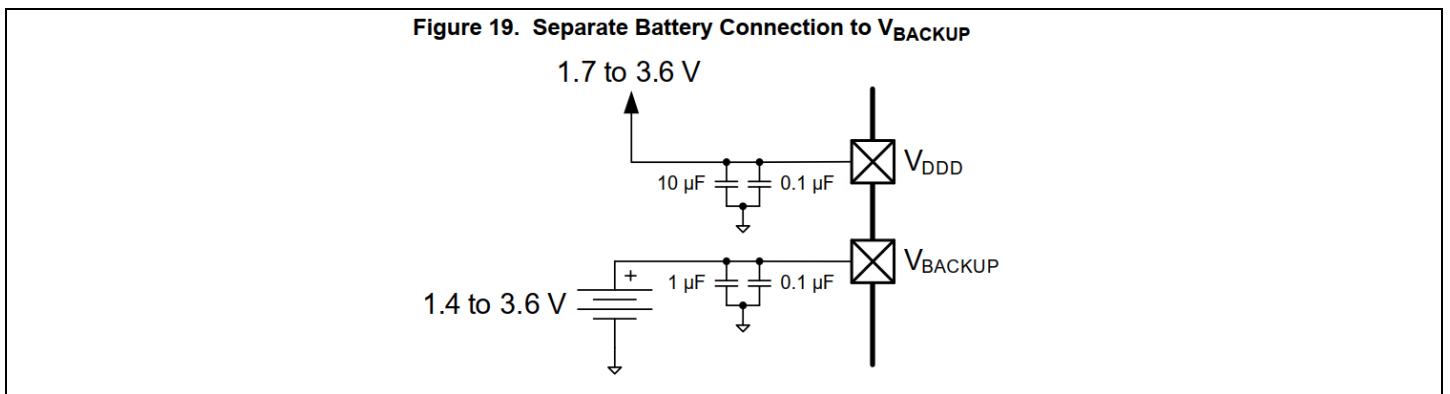 Figure 19. Separate Battery Connection to VBACKUP
1.7 to 3.6 V
10 µF 0.1 µF VDDD
1.4 to 3.6 V + 1 µF 0.1 µF VBACKUP